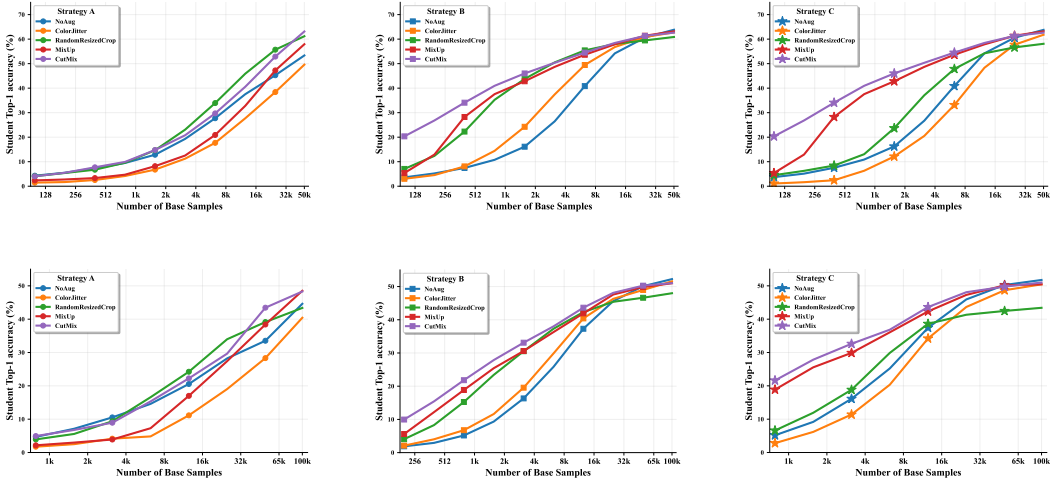 Student Top-1 accuracy (%)
70
60
50
40
30
20
10
0
Strategy A
NoAug
ColorJitter
RandomResizedCrop
MixUp
CutMix
128 256 512 1k 2k 4k 8k 16k 32k 50k
Number of Base Samples
Student Top-1 accuracy (%)
70
60
50
40
30
20
10
0
Strategy B
NoAug
ColorJitter
RandomResizedCrop
MixUp
CutMix
128 256 512 1k 2k 4k 8k 16k 32k 50k
Number of Base Samples
Student Top-1 accuracy (%)
70
60
50
40
30
20
10
0
Strategy C
NoAug
ColorJitter
RandomResizedCrop
MixUp
CutMix
128 256 512 1k 2k 4k 8k 16k 32k 50k
Number of Base Samples
Student Top-1 accuracy (%)
50
40
30
20
10
0
Strategy A
NoAug
ColorJitter
RandomResizedCrop
MixUp
CutMix
1k 2k 4k 8k 16k 32k 65k 100k
Number of Base Samples
Student Top-1 accuracy (%)
50
40
30
20
10
0
Strategy B
NoAug
ColorJitter
RandomResizedCrop
MixUp
CutMix
256 512 1k 2k 4k 8k 16k 32k 65k 100k
Number of Base Samples
Student Top-1 accuracy (%)
50
40
30
20
10
0
Strategy C
NoAug
ColorJitter
RandomResizedCrop
MixUp
CutMix
1k 2k 4k 8k 16k 32k 65k 100k
Number of Base Samples